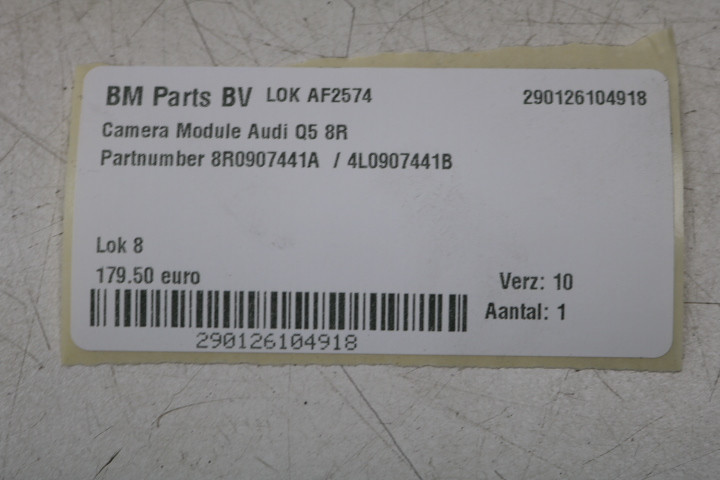 BM Parts BV LOK AF2574 290126104918
Camera Module Audi Q5 8R
Partnumber 8R0907441A / 4L0907441B
Lok 8
179.50 euro Verz: 10
Aantal: 1
290126104918